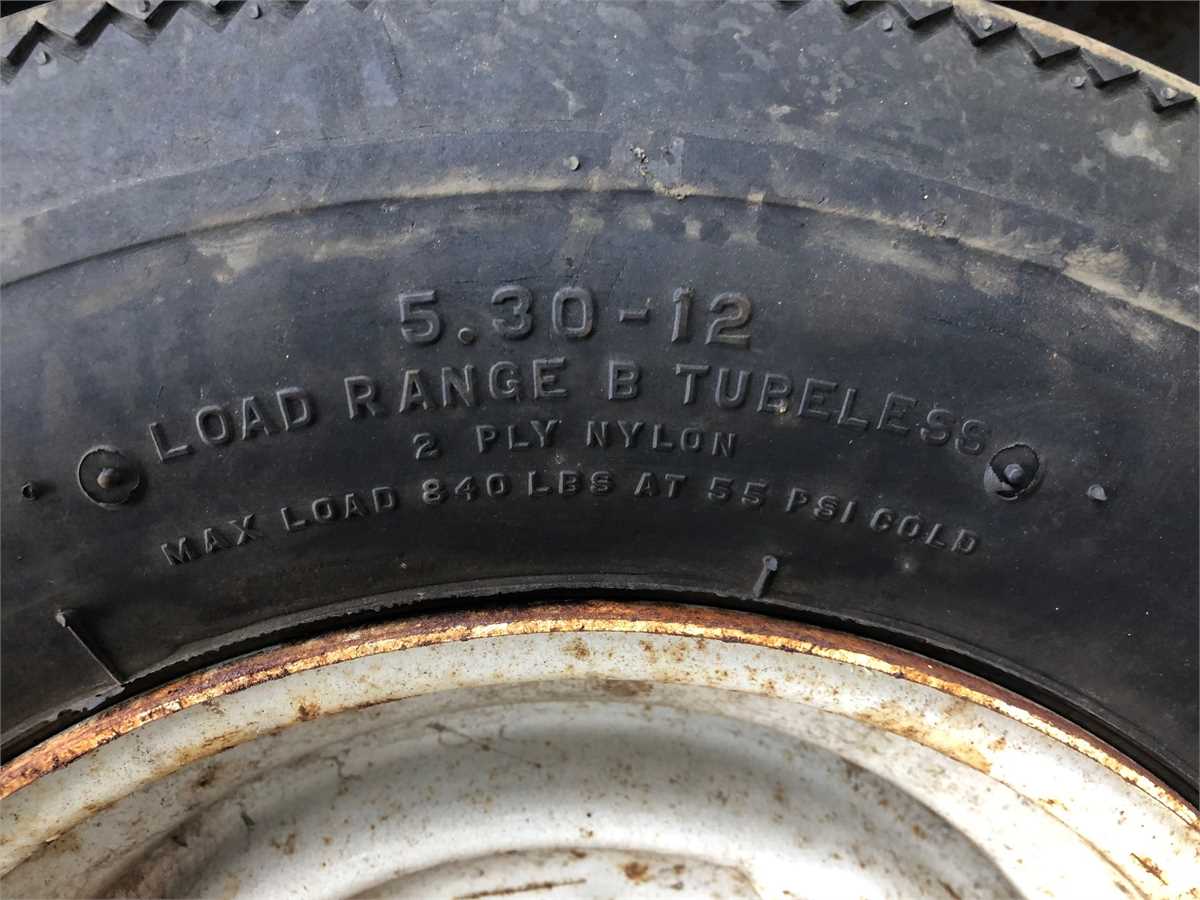 5.30-12
LOAD RANGE B TUBELESS
2 PLY NYLON
MAX LOAD 840 LBS AT 55 PSI COLD